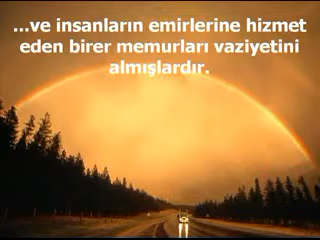 ...ve insanların emirlerine hizmet
eden birer memurları vaziyetini
almışlardır.